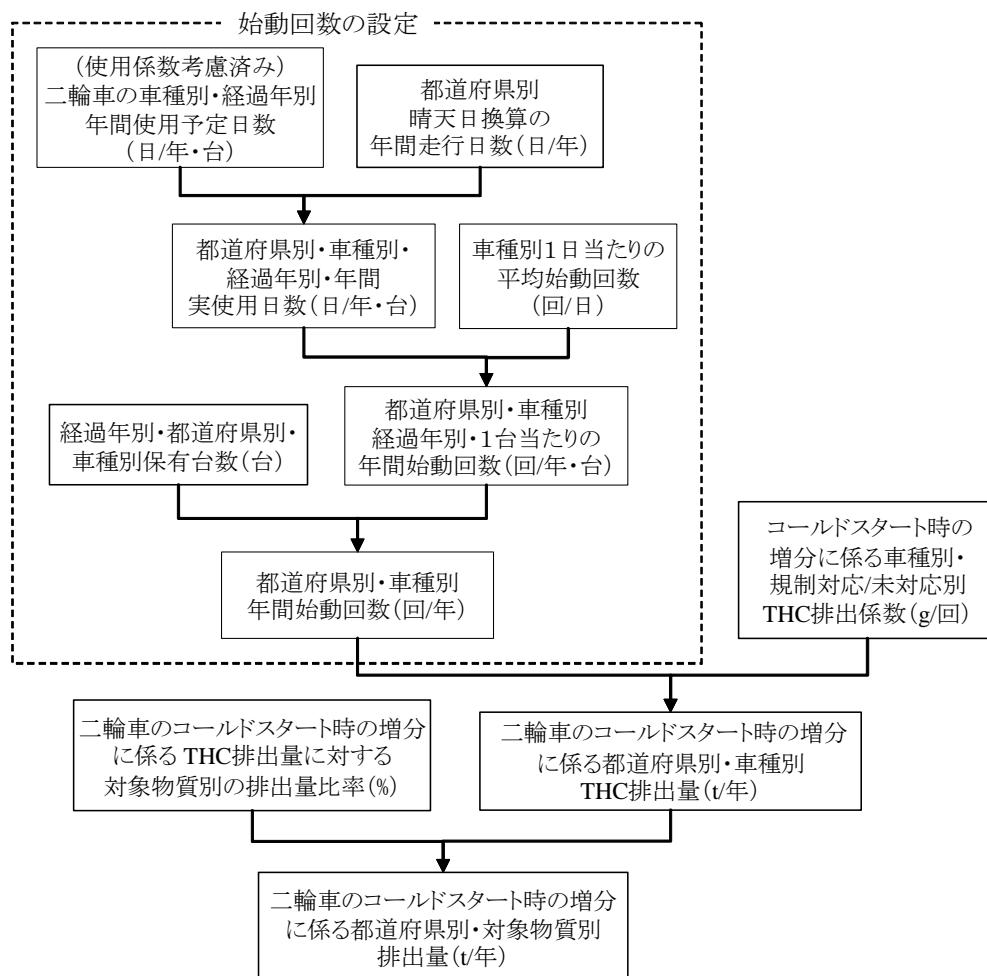 始動回数の設定
(使用係数考慮済み)
二輪車の車種別・経過年別
年間使用予定日数
(日/年・台)
都道府県別
晴天日換算の
年間走行日数(日/年)
都道府県別・車種別・
経過年別・年間
実使用日数(日/年・台)
車種別1日当たりの
平均始動回数
(回/日)
経過年別・都道府県別・
車種別保有台数(台)
都道府県別・車種別
経過年別・1台当たりの
年間始動回数(回/年・台)
都道府県別・車種別
年間始動回数(回/年)
コールドスタート時の
増分に係る車種別・
規制対応/未対応別
THC排出係数(g/回)
二輪車のコールドスタート時の増分
に係る THC排出量に対する
対象物質別の排出量比率(%)
二輪車のコールドスタート時の増分
に係る都道府県別・車種別
THC排出量(t/年)
二輪車のコールドスタート時の増分
に係る都道府県別・対象物質別
排出量(t/年)